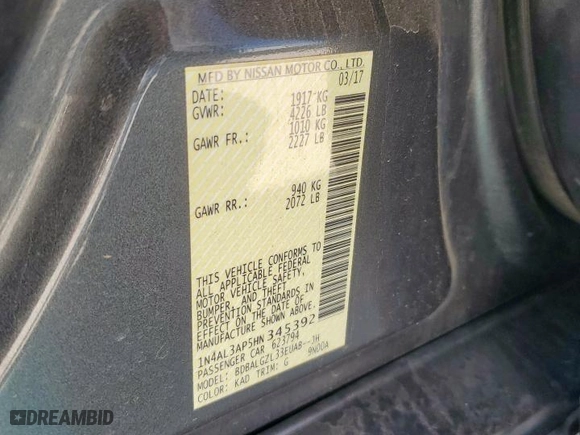 MFD BY NISSAN MOTOR CO., LTD.
DATE: 03/17
GVWR: 1917 KG
4226 LB
GAWR FR.: 1010 KG
2227 LB
GAWR RR.: 940 KG
2072 LB
THIS VEHICLE CONFORMS TO
ALL APPLICABLE FEDERAL
MOTOR VEHICLE SAFETY,
BUMPER, AND THEFT
PREVENTION STANDARDS IN
EFFECT ON THE DATE OF
MANUFACTURE SHOWN ABOVE.
1N4AL3AP5HN345392
PASSENGER CAR 623794
MODEL: BDBALGZL33EUAB--JH
COLOR: KAD TRIM: G 9N00A
DREAMBID